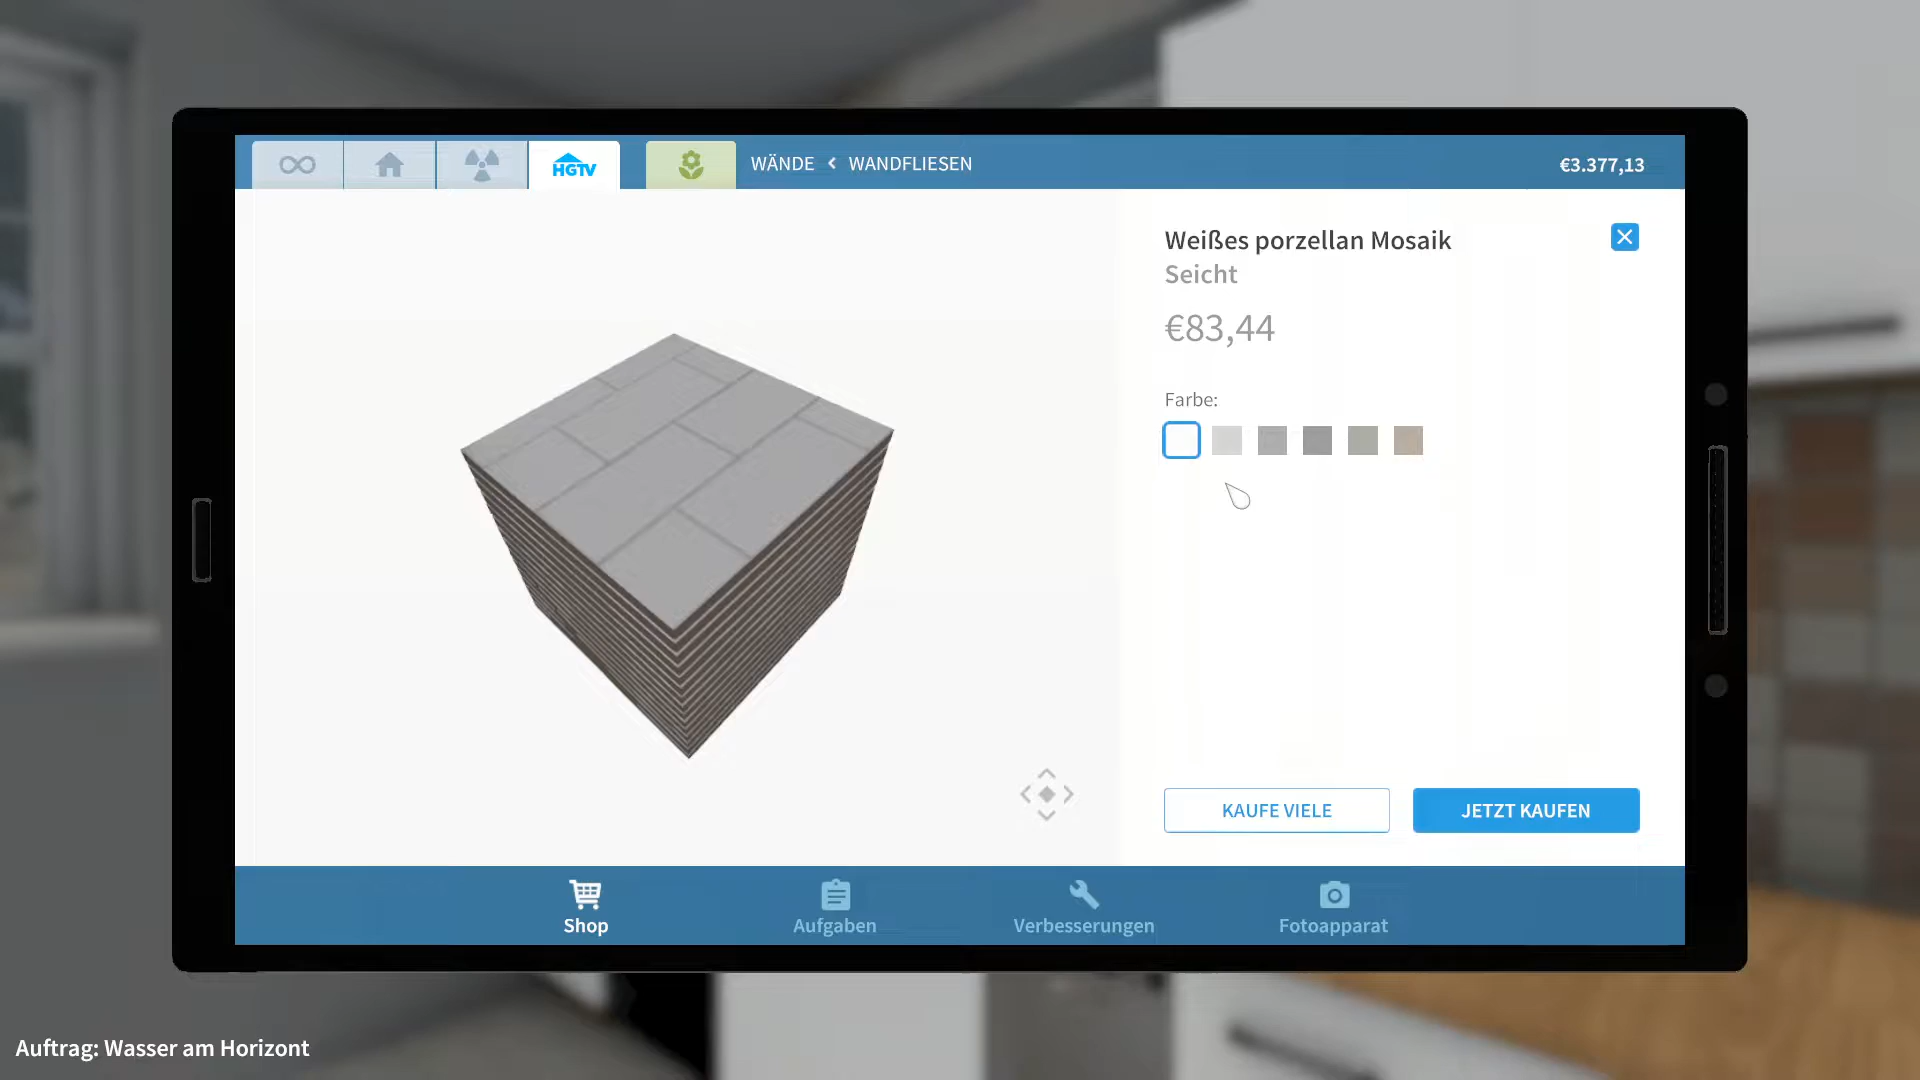 HGTV
WÄNDE < WANDFLIESEN
€3.377,13
Weißes porzellan Mosaik
Seicht
€83,44
Farbe:
KAUFE VIELE
JETZT KAUFEN
Shop
Aufgaben
Verbesserungen
Fotoapparat
Auftrag: Wasser am Horizont